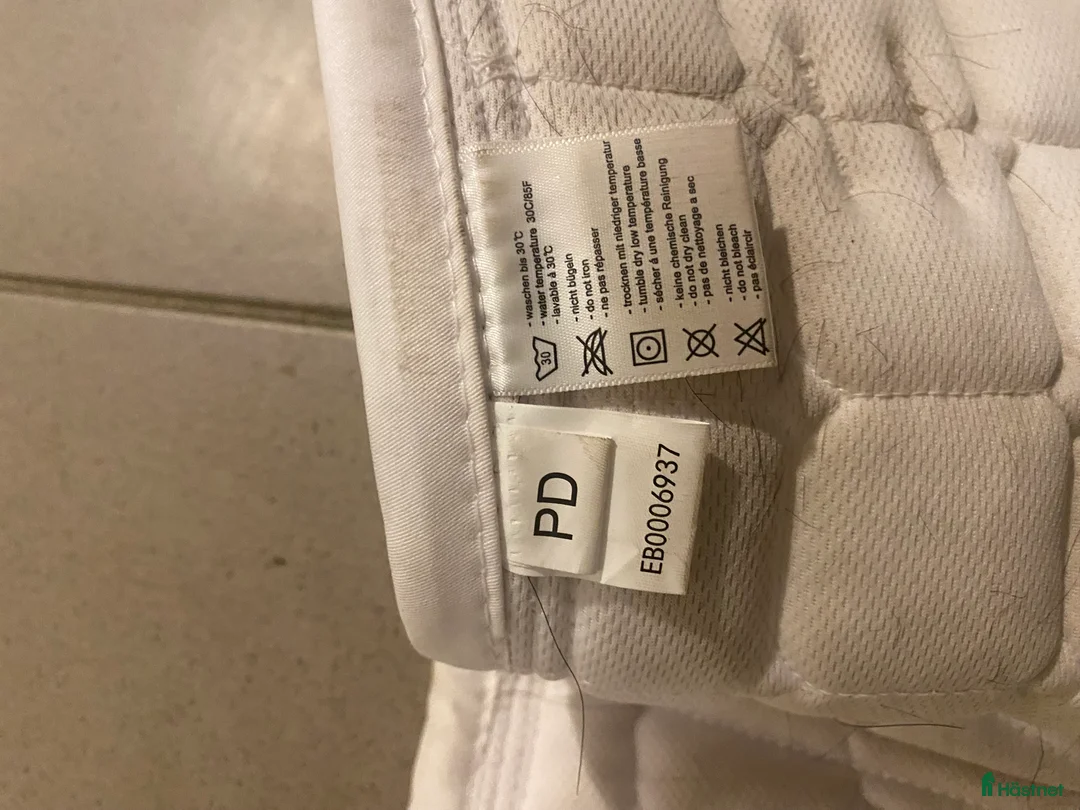 - waschen bis 30°C
- water temperature 30C/85F
- lavable à 30°C
30
- nicht bügeln
- do not iron
- ne pas répasser
- trocknen mit niedriger temperatur
- tumble dry low temperature
- sécher á une température basse
- keine chemische Reinigung
- do not dry clean
- pas de nettoyage a sec
- nicht bleichen
- do not bleach
- pas éclaircir
PD
EB0006937
Hästnet